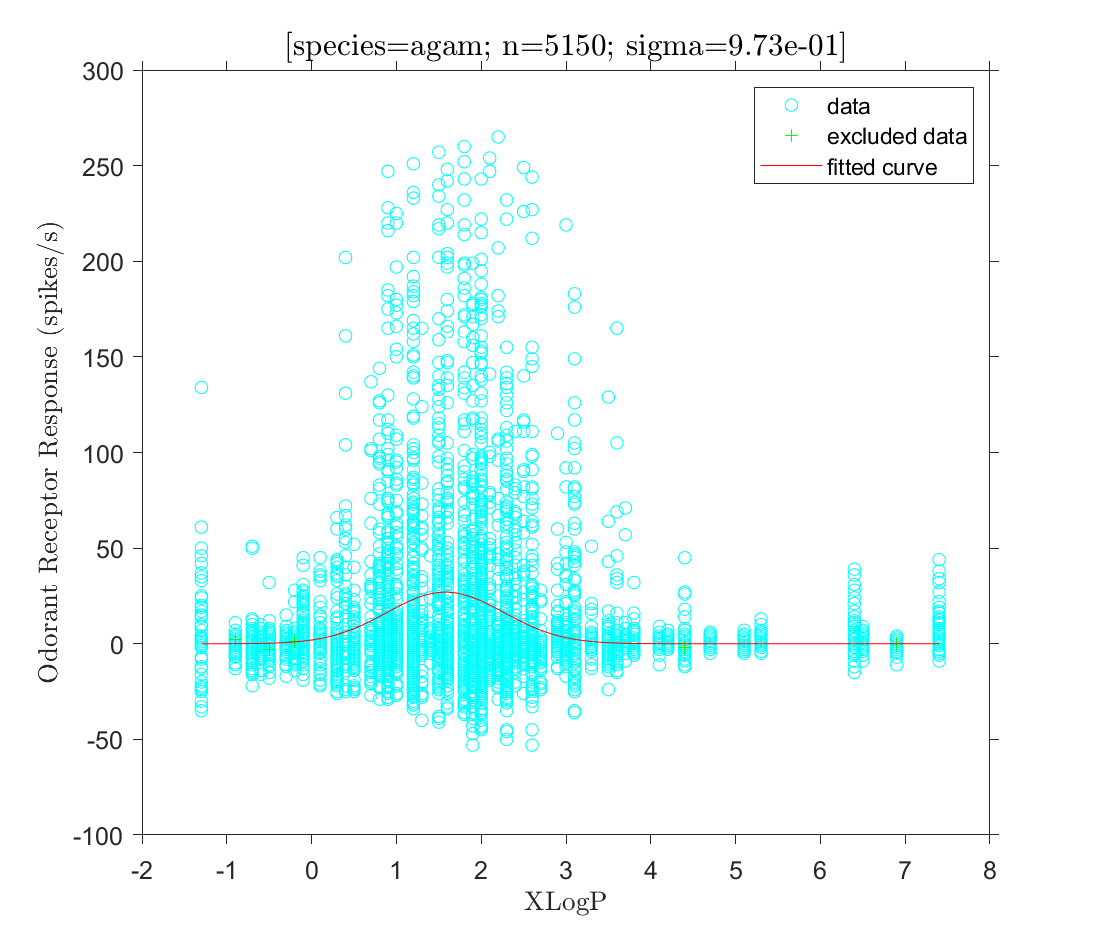 [species=agam; n=5150; sigma=9.73e-01]
300
250
200
150
100
50
0
-50
-100
Odorant Receptor Response (spikes/s)
data
excluded data
fitted curve
-2 -1 0 1 2 3 4 5 6 7 8
XLogP